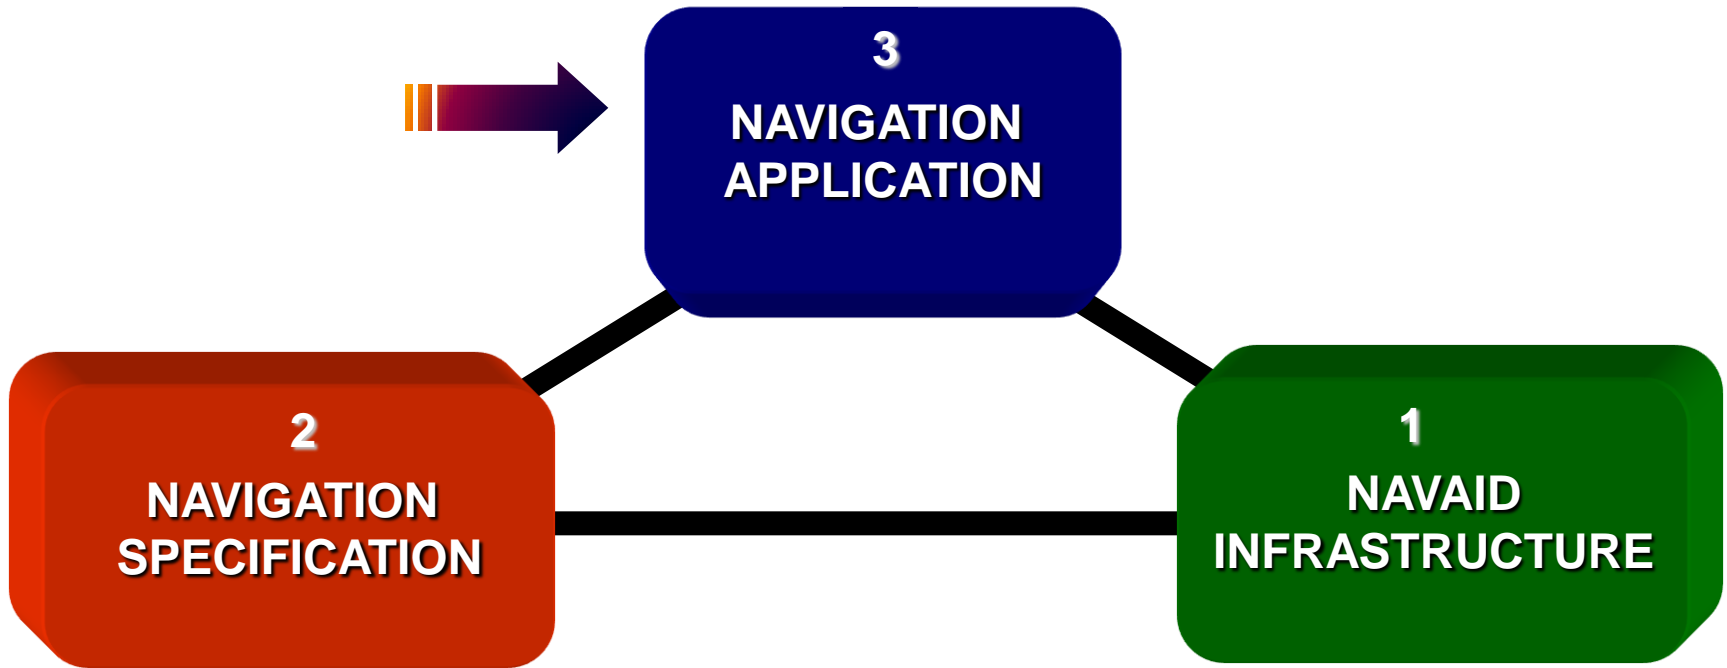 3
NAVIGATION
APPLICATION
2
NAVIGATION
SPECIFICATION
1
NAVAID
INFRASTRUCTURE